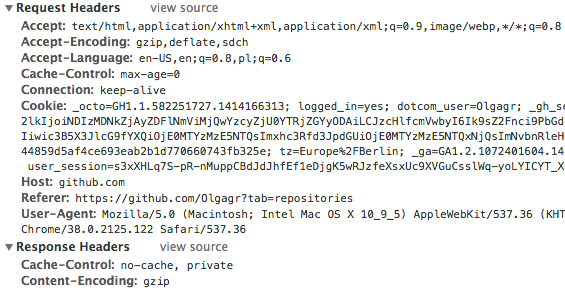 ▼ Request Headers view source
Accept: text/html,application/xhtml+xml,application/xml;q=0.9,image/webp,*/*;q=0.8
Accept-Encoding: gzip,deflate,sdch
Accept-Language: en-US,en;q=0.8,pl;q=0.6
Cache-Control: max-age=0
Connection: keep-alive
Cookie: _octo=GH1.1.582251727.1414166313; logged_in=yes; dotcom_user=Olgagr; _gh_se
2lkIjoiNDIzMDNkZjAyZDFlNmViMjQwYzcyZjU0YTRjZGYyODAiLCJzcHlfcmVwbyI6Ik9sZ2Fnci9PbGd
Iiwic3B5X3JlcG9fYXQiOjE0MTYzMzE5NTQsImxhc3Rfd3JpdGUiOjE0MTYzMzE5NTQxNjQsImNvbnRleH
44859d5af4ce693eab2b1d770660743fb325e; tz=Europe%2FBerlin; _ga=GA1.2.1072401604.14
user_session=s3xXHLq7S-pR-nMuppCBdJdJhfEf1eDjgK5wRJzfeXsxUc9XVGuCsslWq-yoLYICYT_X
Host: github.com
Referer: https://github.com/Olgagr?tab=repositories
User-Agent: Mozilla/5.0 (Macintosh; Intel Mac OS X 10_9_5) AppleWebKit/537.36 (KHT
Chrome/38.0.2125.122 Safari/537.36
▼ Response Headers view source
Cache-Control: no-cache, private
Content-Encoding: gzip